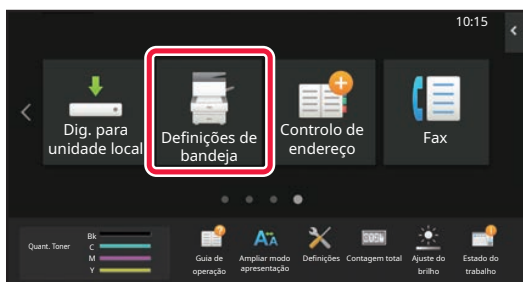 10:15
Dig. para
unidade local
Definições de
bandeja
Controlo de
endereço
Fax
Quant. Toner
Bk
C
M
Y
Guia de
operação
Ampliar modo
apresentação
Definições
Contagem total
Ajuste do
brilho
Estado do
trabalho